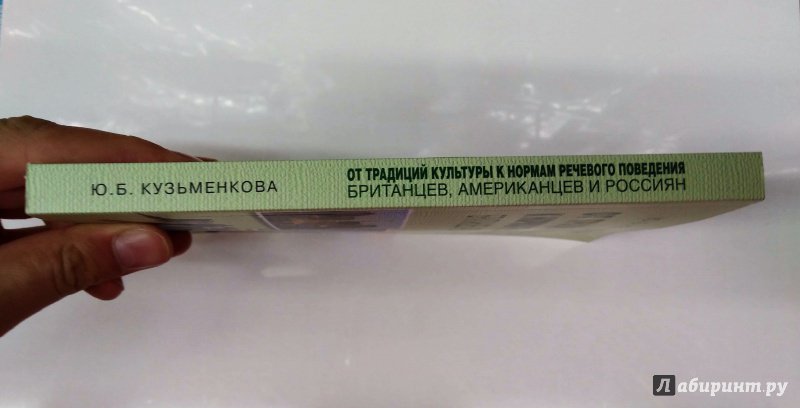 Ю.Б. КУЗЬМЕНКОВА
ОТ ТРАДИЦИЙ КУЛЬТУРЫ К НОРМАМ РЕЧЕВОГО ПОВЕДЕНИЯ
БРИТАНЦЕВ, АМЕРИКАНЦЕВ И РОССИЯН
Лабиринт.ру